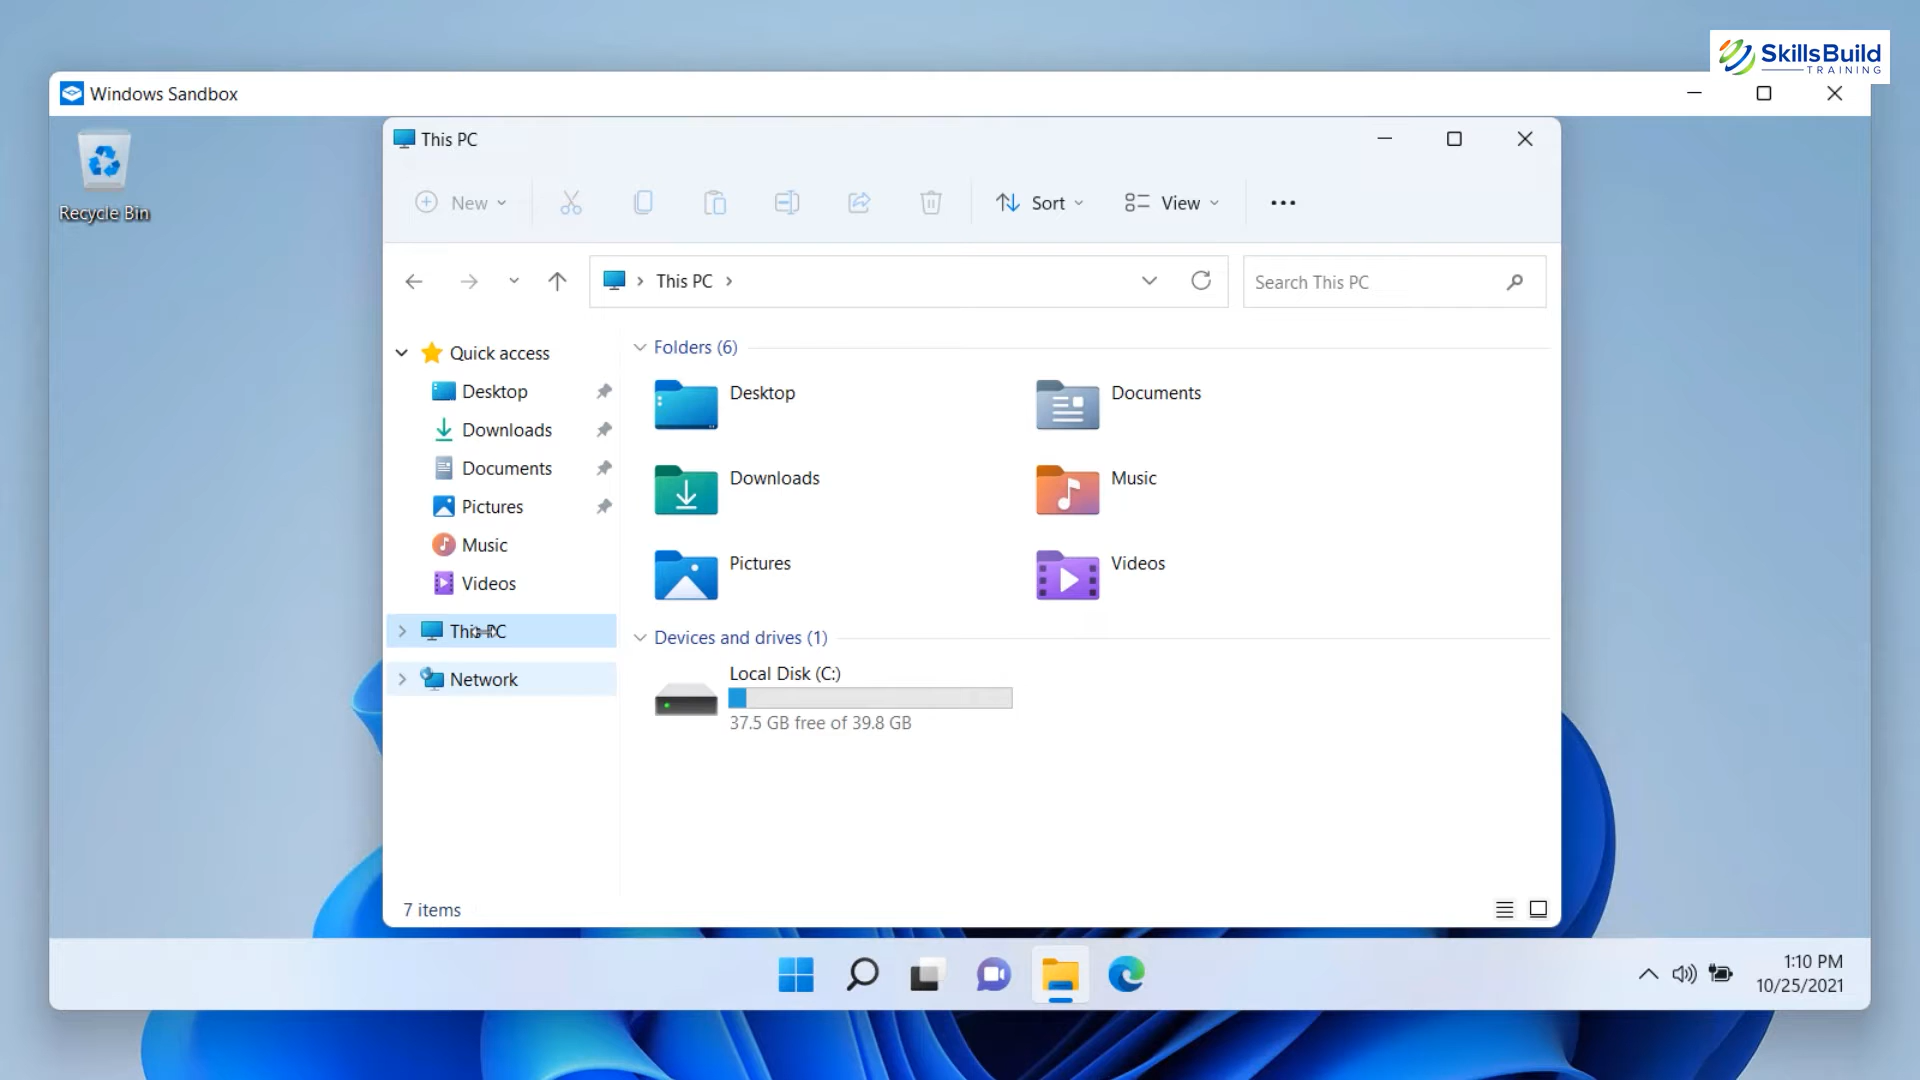 SkillsBuild
TRAINING
Windows Sandbox
Recycle Bin
This PC
New
Sort
View
This PC
Search This PC
Quick access
Desktop
Downloads
Documents
Pictures
Music
Videos
This PC
Network
Folders (6)
Desktop
Documents
Downloads
Music
Pictures
Videos
Devices and drives (1)
Local Disk (C:)
37.5 GB free of 39.8 GB
7 items
1:10 PM
10/25/2021